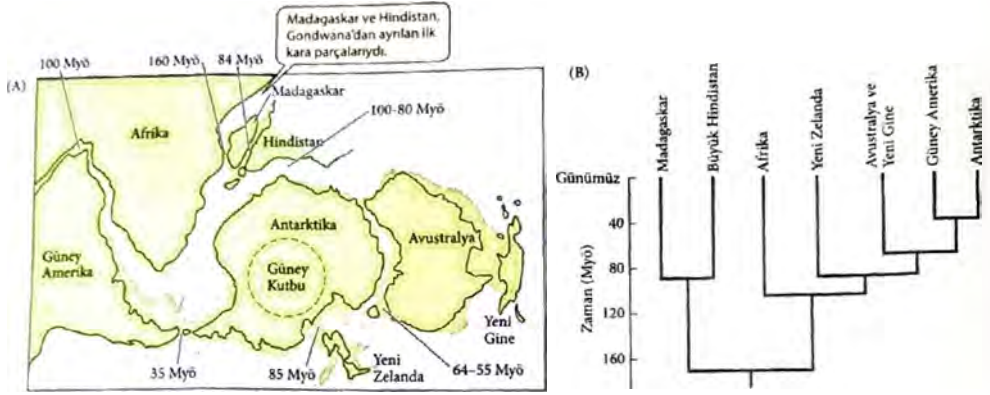 Madagaskar ve Hindistan,
Gondwana'dan ayrılan ilk
kara parçalarıydı.
(A)
100 Myö
160 Myö
84 Myö
Madagaskar
100-80 Myö
Afrika
Hindistan
Antarktika
Avustralya
Güney
Amerika
Güney
Kutbu
Yeni
Gine
Yeni
Zelanda
35 Myö
85 Myö
64–55 Myö
(B)
Madagaskar
Büyük Hindistan
Afrika
Yeni Zelanda
Avustralya ve
Yeni Gine
Güney Amerika
Antarktika
Günümüz
40
80
120
160
Zaman (Myö)